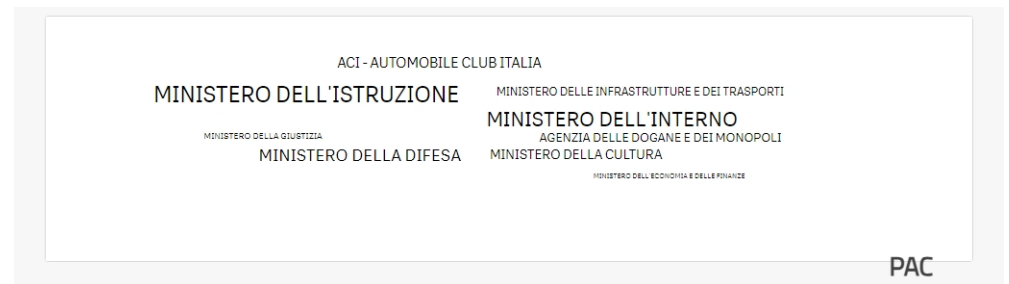 ACI - AUTOMOBILE CLUB ITALIA
MINISTERO DELL'ISTRUZIONE
MINISTERO DELLE INFRASTRUTTURE E DEI TRASPORTI
MINISTERO DELL'INTERNO
MINISTERO DELLA GIUSTIZIA
AGENZIA DELLE DOGANE E DEI MONOPOLI
MINISTERO DELLA DIFESA
MINISTERO DELLA CULTURA
MINISTERO DELL'ECONOMIA E DELLE FINANZE
PAC